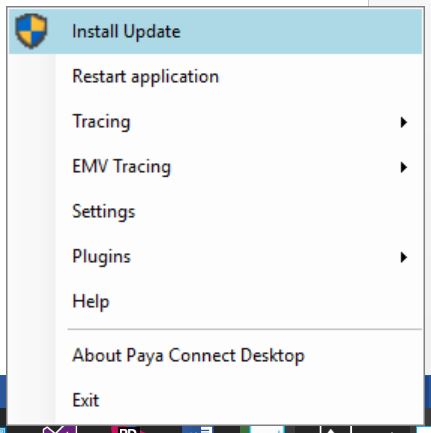 Install Update
Restart application
Tracing
EMV Tracing
Settings
Plugins
Help
About Paya Connect Desktop
Exit